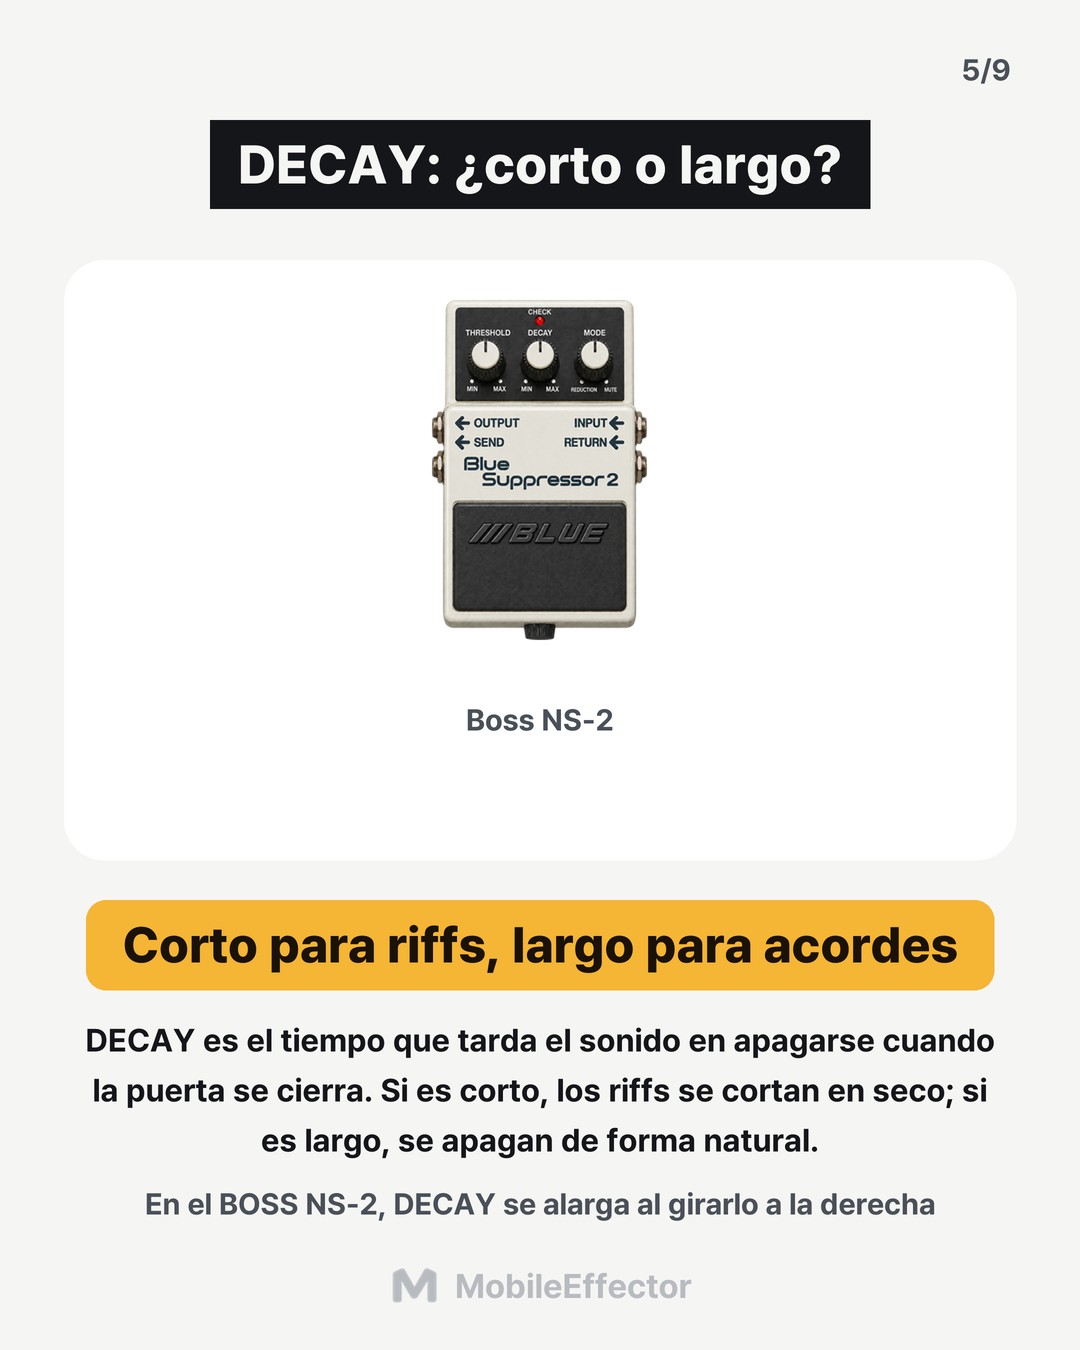 5/9
DECAY: ¿corto o largo?
CHECK
THRESHOLD DECAY MODE
MIN MAX MIN MAX REDUCTION MUTE
OUTPUT INPUT
SEND RETURN
Blue
Suppressor 2
BLUE
Boss NS-2
Corto para riffs, largo para acordes
DECAY es el tiempo que tarda el sonido en apagarse cuando
la puerta se cierra. Si es corto, los riffs se cortan en seco; si
es largo, se apagan de forma natural.
En el BOSS NS-2, DECAY se alarga al girarlo a la derecha
MobileEffector